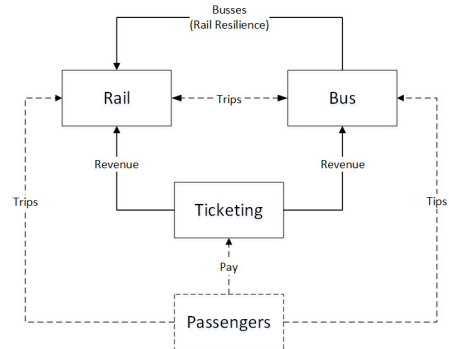 Busses
(Rail Resilience)
Rail
Trips
Bus
Revenue
Revenue
Trips
Ticketing
Tips
Pay
Passengers